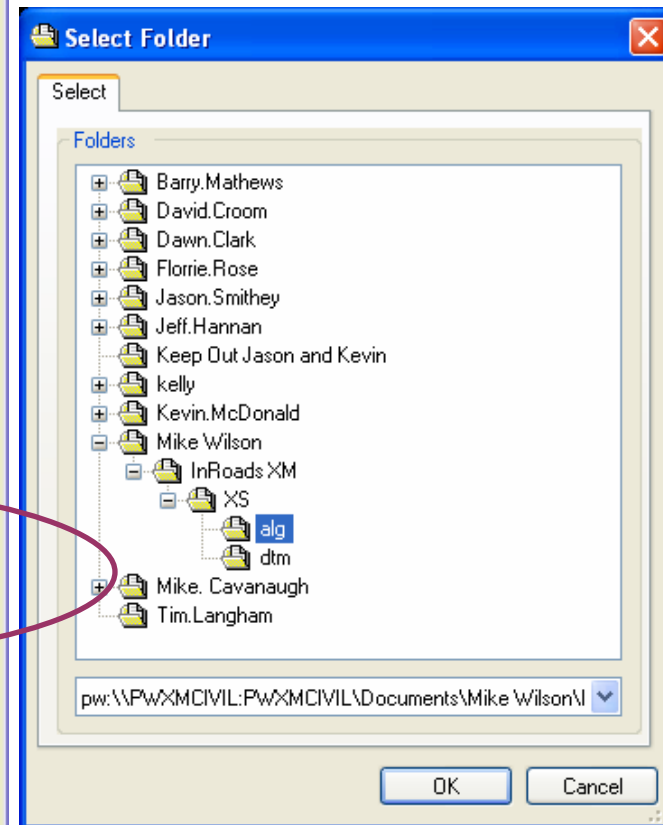 Select Folder
Select
Folders
Barry.Mathews
David.Croom
Dawn.Clark
Florrie.Rose
Jason.Smithey
Jeff.Hannan
Keep Out Jason and Kevin
kelly
Kevin.McDonald
Mike Wilson
InRoads XM
XS
alg
dtm
Mike. Cavanaugh
Tim.Langham
pw:\\PWXMCIVIL:PWXMCIVIL\Documents\Mike Wilson\I
OK Cancel